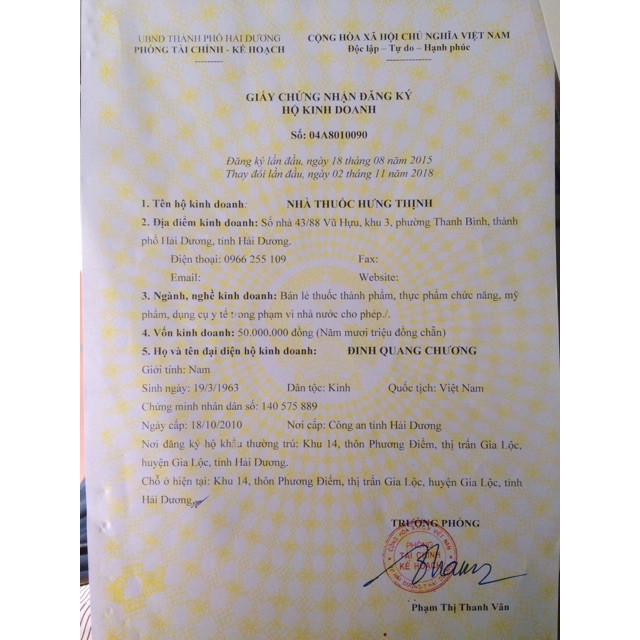 UBND THÀNH PHỐ HẢI DƯƠNG
PHÒNG TÀI CHÍNH - KẾ HOẠCH
CỘNG HÒA XÃ HỘI CHỦ NGHĨA VIỆT NAM
Độc lập – Tự do – Hạnh phúc
GIẤY CHỨNG NHẬN ĐĂNG KÝ
HỘ KINH DOANH
Số: 04A8010090
Đăng ký lần đầu, ngày 18 tháng 08 năm 2015
Thay đổi lần đầu, ngày 02 tháng 11 năm 2018
1. Tên hộ kinh doanh: NHÀ THUỐC HƯNG THỊNH
2. Địa điểm kinh doanh: Số nhà 43/88 Vũ Hựu, khu 3, phường Thanh Bình, thành
phố Hải Dương, tỉnh Hải Dương.
Điện thoại: 0966 255 109 Fax:
Email: Website:
3. Ngành, nghề kinh doanh: Bán lẻ thuốc thành phẩm, thực phẩm chức năng, mỹ
phẩm, dụng cụ y tế trong phạm vi nhà nước cho phép./.
4. Vốn kinh doanh: 50.000.000 đồng (Năm mươi triệu đồng chẵn)
5. Họ và tên đại diện hộ kinh doanh: ĐINH QUANG CHƯƠNG
Giới tính: Nam
Sinh ngày: 19/3/1963 Dân tộc: Kinh Quốc tịch: Việt Nam
Chứng minh nhân dân số: 140 575 889
Ngày cấp: 18/10/2010 Nơi cấp: Công an tỉnh Hải Dương
Nơi đăng ký hộ khẩu thường trú: Khu 14, thôn Phương Điếm, thị trấn Gia Lộc,
huyện Gia Lộc, tỉnh Hải Dương.
Chỗ ở hiện tại: Khu 14, thôn Phương Điếm, thị trấn Gia Lộc, huyện Gia Lộc, tỉnh
Hải Dương.
TRƯỞNG PHÒNG
PHÒNG
TÀI CHÍNH
KẾ HOẠCH
Phạm Thị Thanh Vân